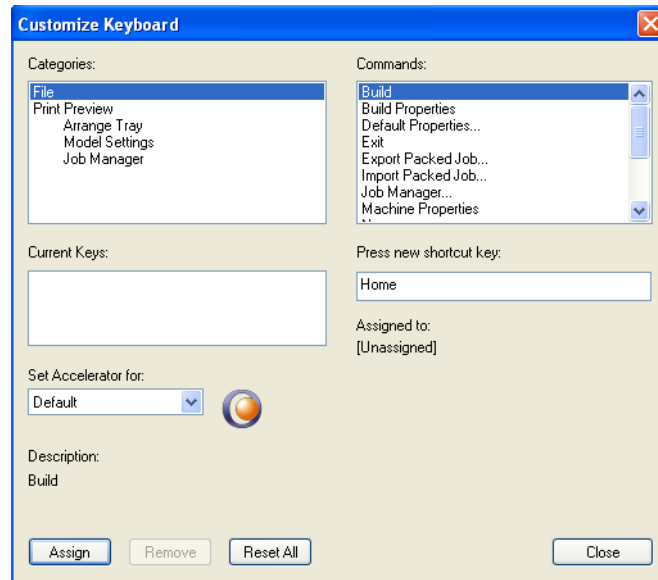 Customize Keyboard
Categories:
File
Print Preview
Arrange Tray
Model Settings
Job Manager
Commands:
Build
Build Properties
Default Properties...
Exit
Export Packed Job...
Import Packed Job...
Job Manager...
Machine Properties
Current Keys:
Press new shortcut key:
Home
Assigned to:
[Unassigned]
Set Accelerator for:
Default
Description:
Build
Assign
Remove
Reset All
Close